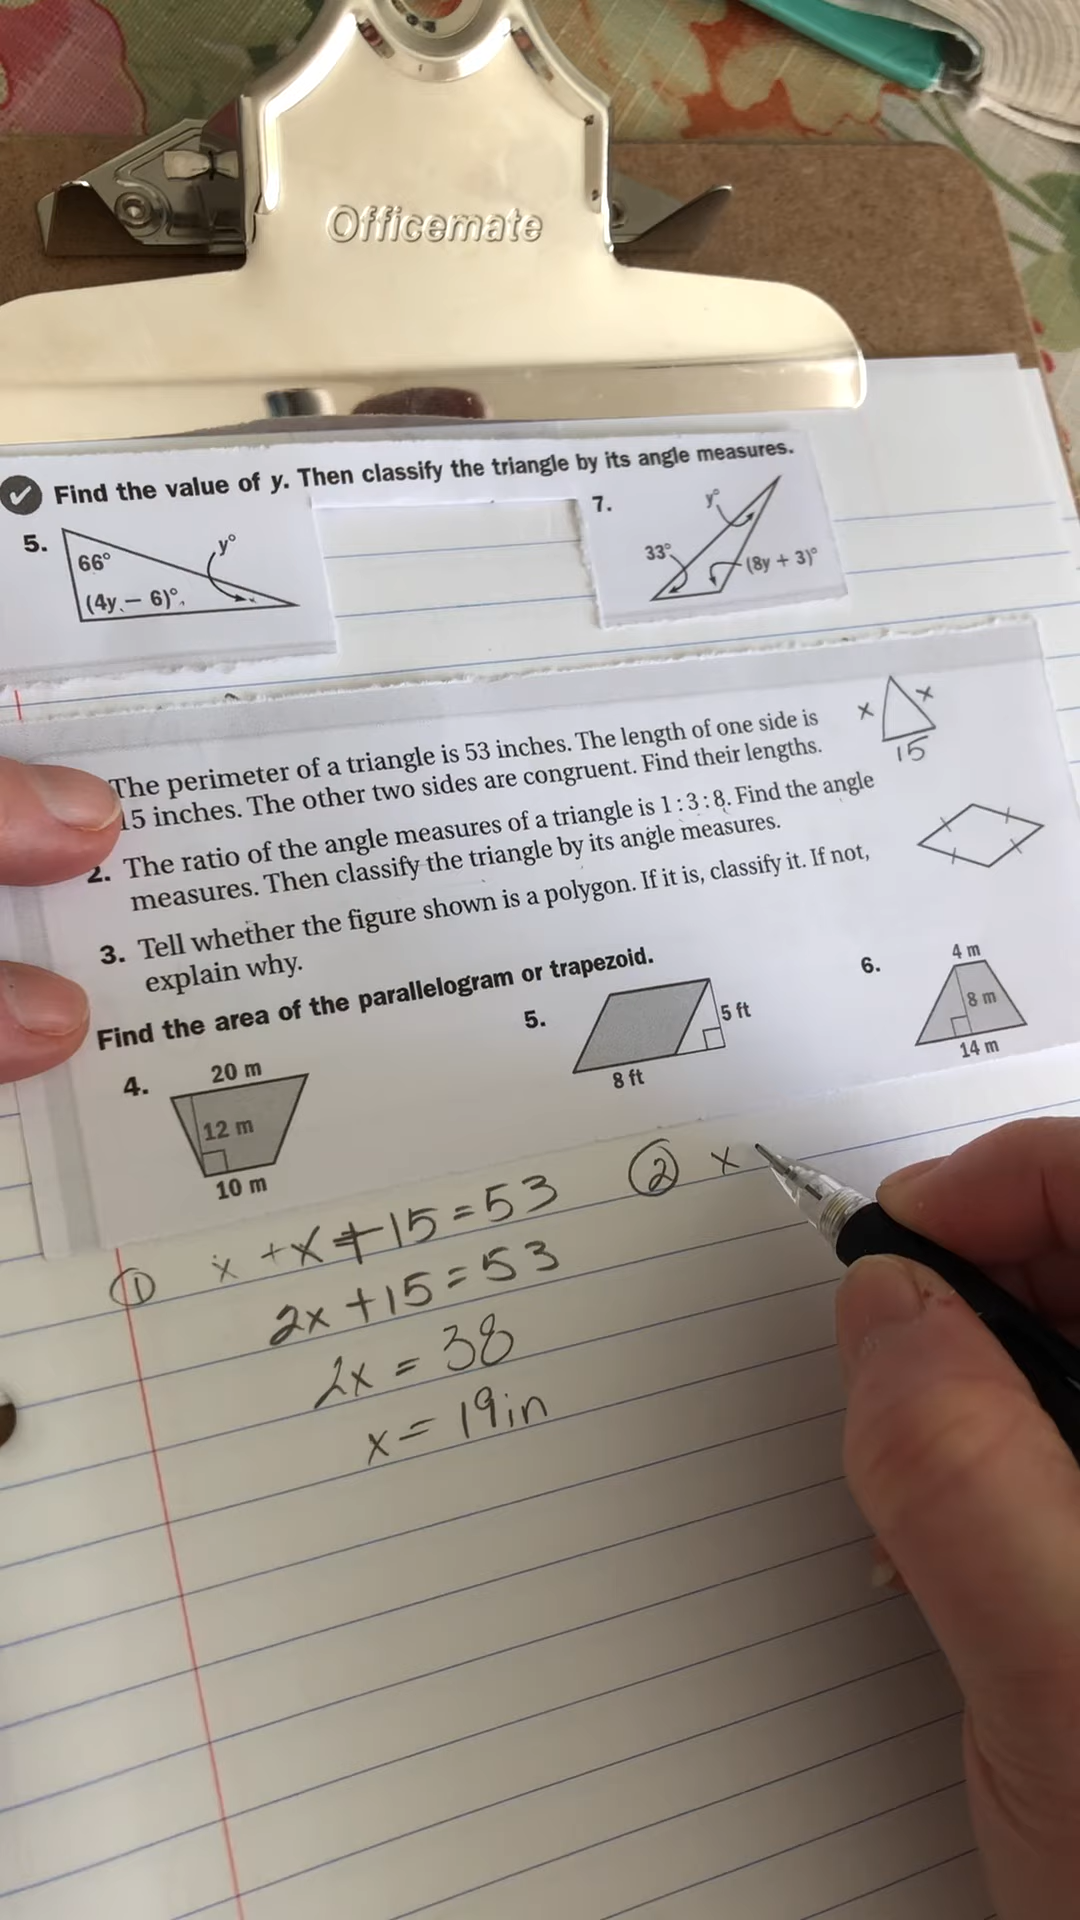 Officemate
Find the value of y. Then classify the triangle by its angle measures.
5.
66°
(4y - 6)°
y°
7.
y°
33°
(8y + 3)°
The perimeter of a triangle is 53 inches. The length of one side is
15 inches. The other two sides are congruent. Find their lengths.
x
x
15
2. The ratio of the angle measures of a triangle is 1 : 3 : 8. Find the angle
measures. Then classify the triangle by its angle measures.
3. Tell whether the figure shown is a polygon. If it is, classify it. If not,
explain why.
Find the area of the parallelogram or trapezoid.
4.
20 m
12 m
10 m
5.
5 ft
8 ft
6.
4 m
8 m
14 m
① x + x + 15 = 53
2x + 15 = 53
2x = 38
x = 19in
② x